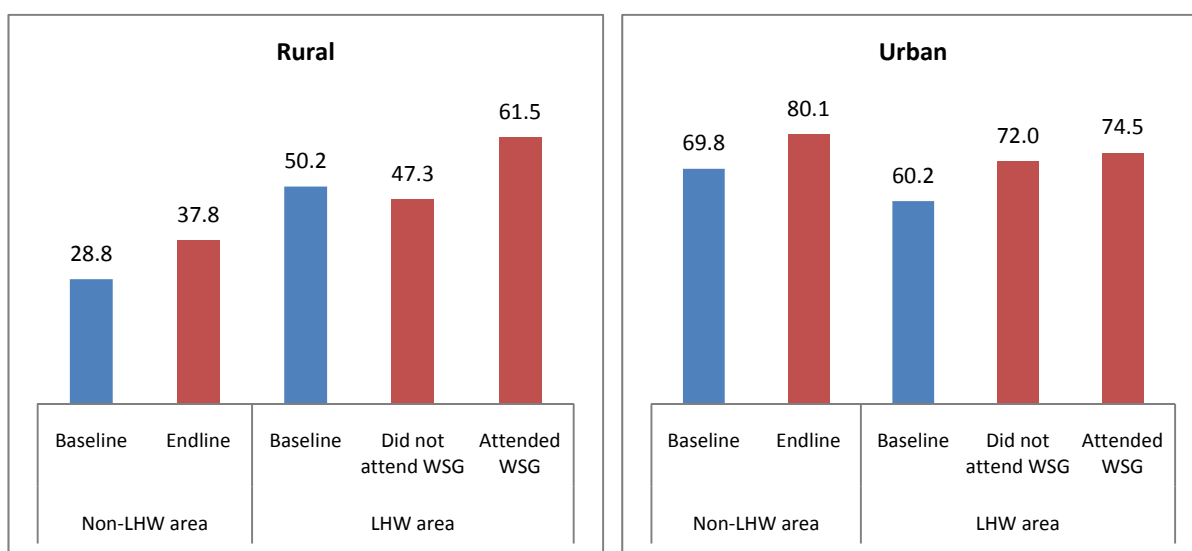 Rural
28.8
37.8
50.2
47.3
61.5
Baseline
Endline
Baseline
Did not
attend WSG
Attended
WSG
Non-LHW area
LHW area
Urban
69.8
80.1
60.2
72.0
74.5
Baseline
Endline
Baseline
Did not
attend WSG
Attended
WSG
Non-LHW area
LHW area